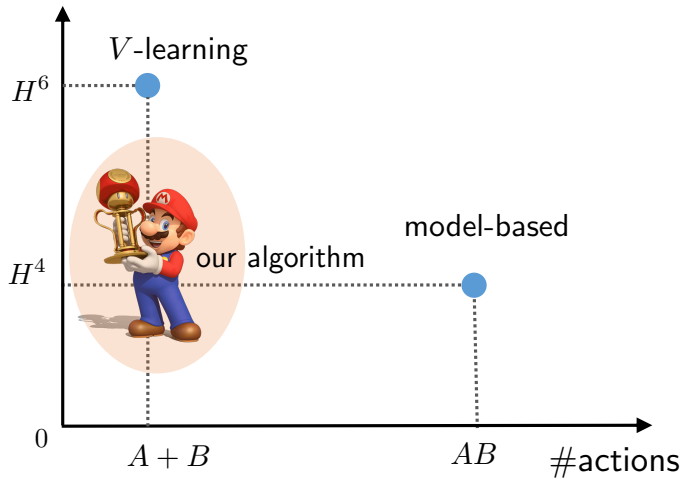 V-learning
H^6
M
model-based
our algorithm
H^4
0
A + B
AB
#actions